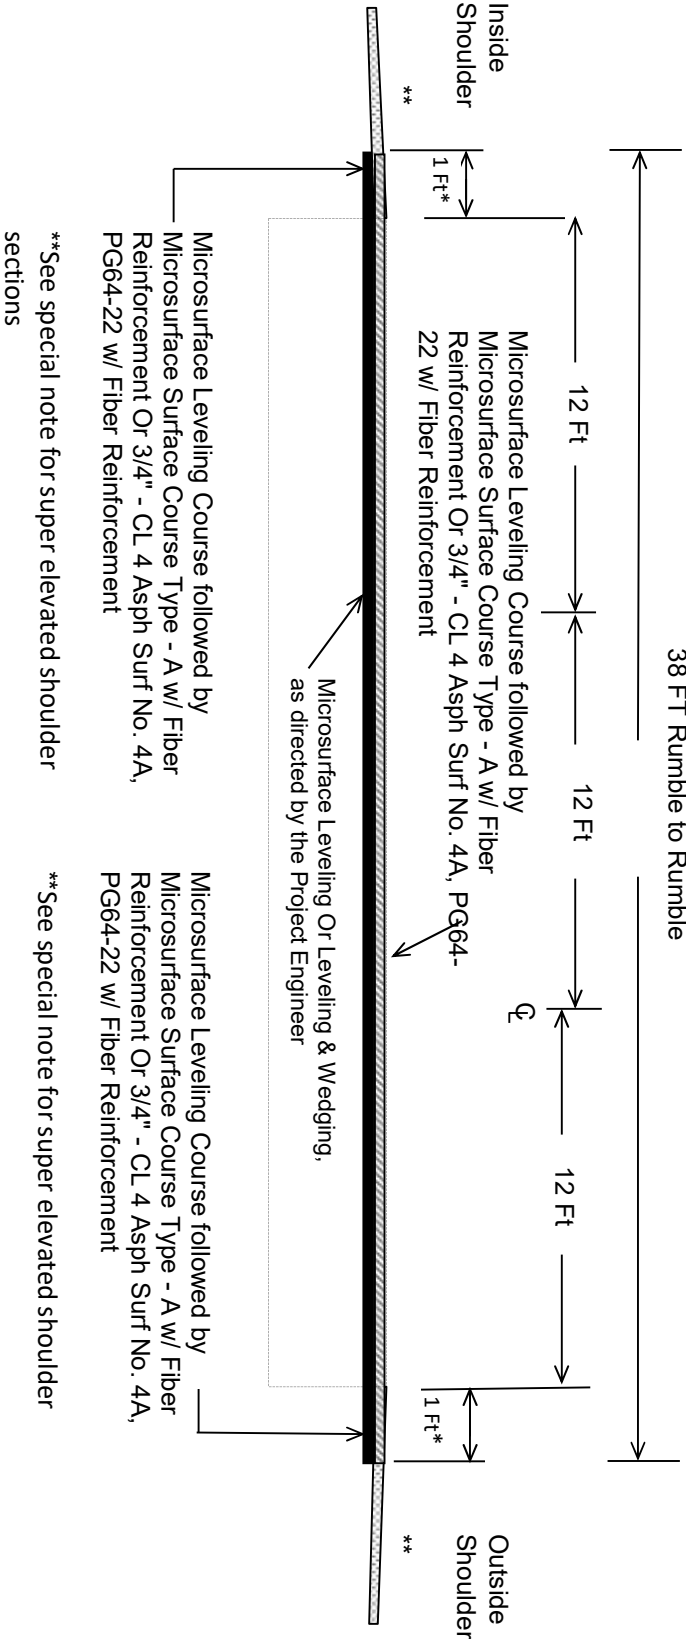 38 FT Rumble to Rumble
12 Ft
12 Ft
12 Ft
℄
Inside
Shoulder
**
1 Ft*
1 Ft*
Outside
Shoulder
**
Microsurface Leveling Course followed by
Microsurface Surface Course Type - A w/ Fiber
Reinforcement Or 3/4" - CL 4 Asph Surf No. 4A, PG64-
22 w/ Fiber Reinforcement
Microsurface Leveling Or Leveling & Wedging,
as directed by the Project Engineer
Microsurface Leveling Course followed by
Microsurface Surface Course Type - A w/ Fiber
Reinforcement Or 3/4" - CL 4 Asph Surf No. 4A,
PG64-22 w/ Fiber Reinforcement
**See special note for super elevated shoulder
sections
Microsurface Leveling Course followed by
Microsurface Surface Course Type - A w/ Fiber
Reinforcement Or 3/4" - CL 4 Asph Surf No. 4A,
PG64-22 w/ Fiber Reinforcement
**See special note for super elevated shoulder